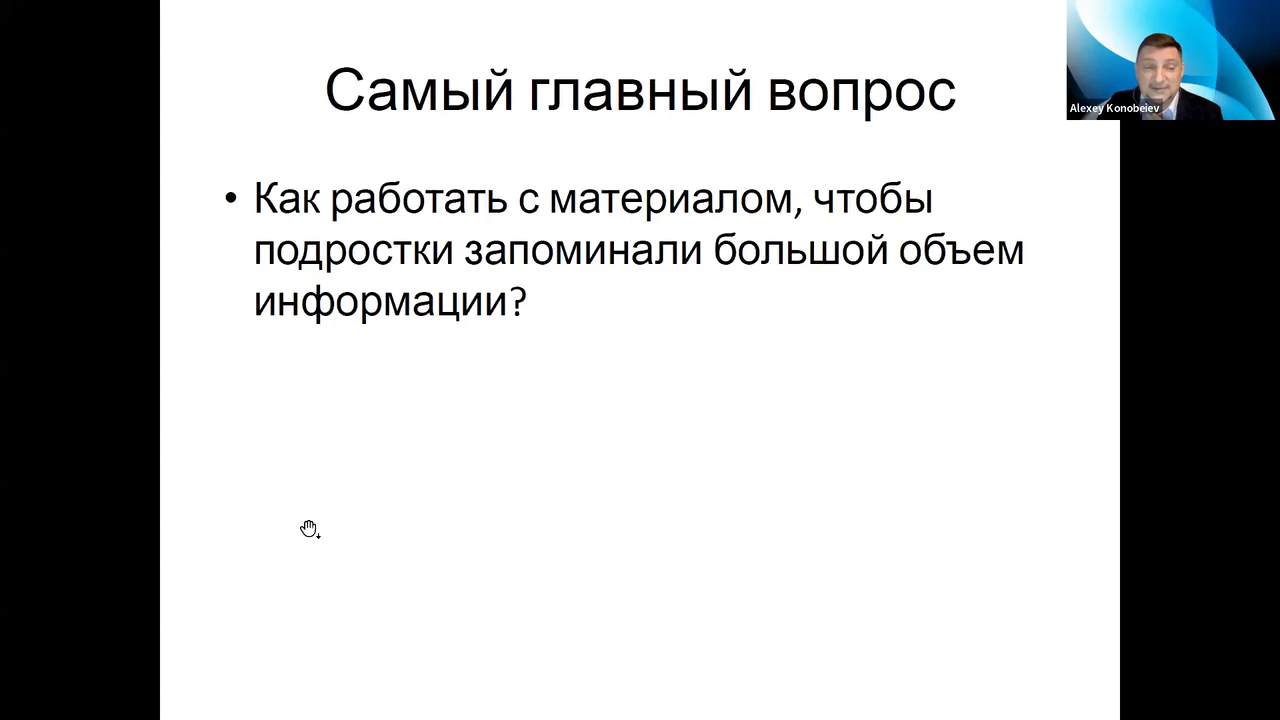 Самый главный вопрос
Alexey Konobeiev
• Как работать с материалом, чтобы
подростки запоминали большой объем
информации?